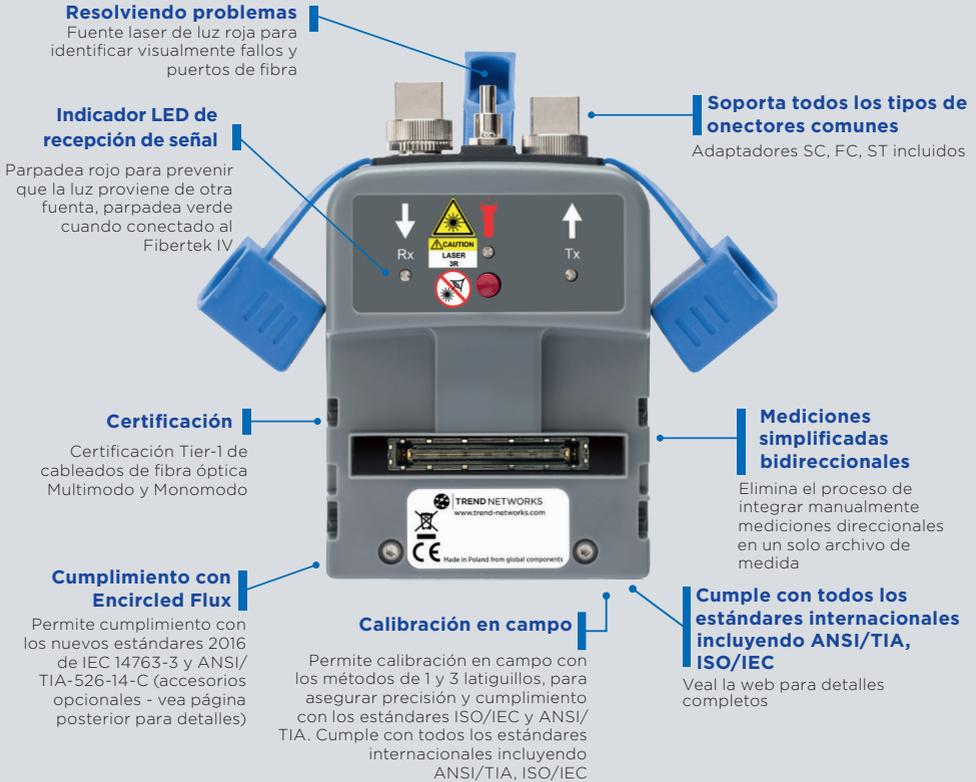 Resolviendo problemas
Fuente laser de luz roja para
identificar visualmente fallos y
puertos de fibra
Indicador LED de
recepción de señal
Parpadea rojo para prevenir
que la luz proviene de otra
fuenta, parpadea verde
cuando conectado al
Fibertek IV
Soporta todos los tipos de
onectores comunes
Adaptadores SC, FC, ST incluidos
Rx
CAUTION
LASER
3R
Tx
Certificación
Certificación Tier-1 de
cableados de fibra óptica
Multimodo y Monomodo
Mediciones
simplificadas
bidireccionales
Elimina el proceso de
integrar manualmente
mediciones direccionales
en un solo archivo de
medida
TREND NETWORKS
www.trend-networks.com
CE
Made in Poland from global components
Cumplimiento con
Encircled Flux
Permite cumplimiento con
los nuevos estándares 2016
de IEC 14763-3 y ANSI/
TIA-526-14-C (accesorios
opcionales - vea página
posterior para detalles)
Calibración en campo
Permite calibración en campo con
los métodos de 1 y 3 latiguillos, para
asegurar precisión y cumplimiento
con los estándares ISO/IEC y ANSI/
TIA. Cumple con todos los estándares
internacionales incluyendo
ANSI/TIA, ISO/IEC
Cumple con todos los
estándares internacionales
incluyendo ANSI/TIA,
ISO/IEC
Veal la web para detalles
completos